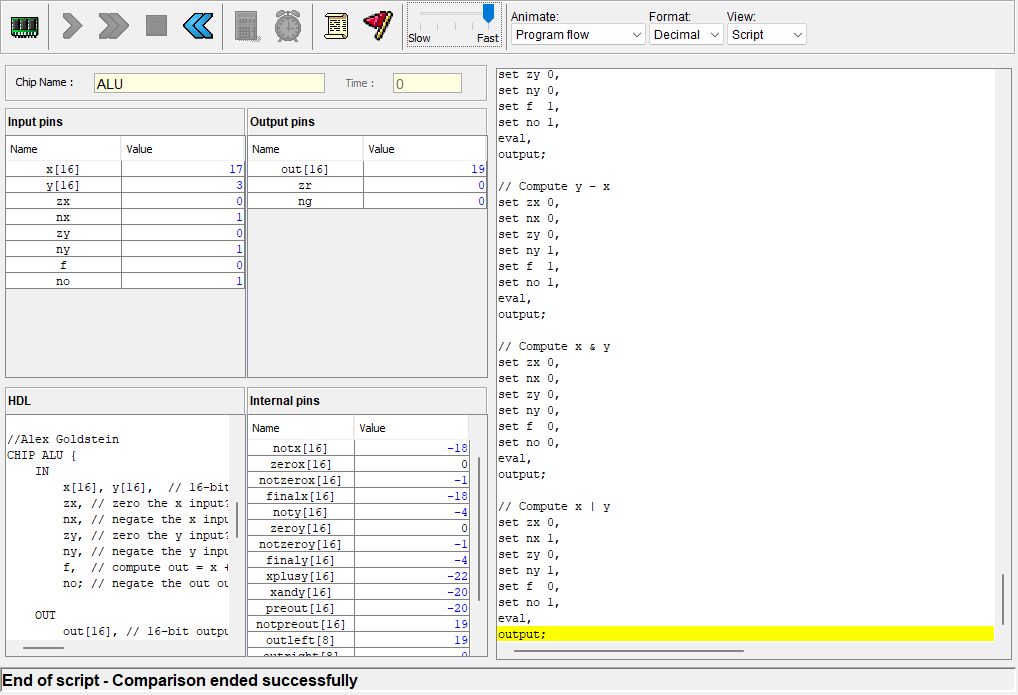 Slow Fast
Animate:
Program flow
Format:
Decimal
View:
Script
Chip Name : ALU
Time : 0
Input pins
Name Value
x[16] 17
y[16] 3
zx 0
nx 1
zy 0
ny 1
f 0
no 1
Output pins
Name Value
out[16] 19
zr 0
ng 0
HDL
//Alex Goldstein
CHIP ALU {
IN
x[16], y[16],  // 16-bit
zx, // zero the x input?
nx, // negate the x inpu
zy, // zero the y input?
ny, // negate the y inpu
f,  // compute out = x +
no; // negate the out ou
OUT
out[16], // 16-bit outpu
Internal pins
Name Value
notx[16] -18
zerox[16] 0
notzerox[16] -1
finalx[16] -18
noty[16] -4
zeroy[16] 0
notzeroy[16] -1
finaly[16] -4
xplusy[16] -22
xandy[16] -20
preout[16] -20
notpreout[16] 19
outleft[8] 19
outright[8] 0
set zy 0,
set ny 0,
set f  1,
set no 1,
eval,
output;
// Compute y - x
set zx 0,
set nx 0,
set zy 0,
set ny 1,
set f  1,
set no 1,
eval,
output;
// Compute x & y
set zx 0,
set nx 0,
set zy 0,
set ny 0,
set f  0,
set no 0,
eval,
output;
// Compute x | y
set zx 0,
set nx 1,
set zy 0,
set ny 1,
set f  0,
set no 1,
eval,
output;
End of script - Comparison ended successfully